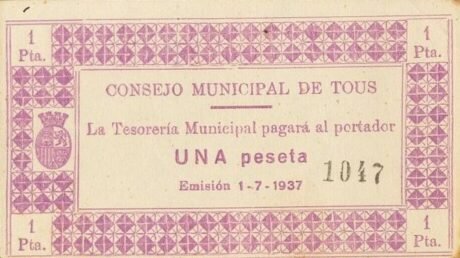 1 Pta. 1 Pta.
CONSEJO MUNICIPAL DE TOUS
La Tesorería Municipal pagará al portador
UNA peseta
1047
Emisión 1-7-1937
1 Pta. 1 Pta.